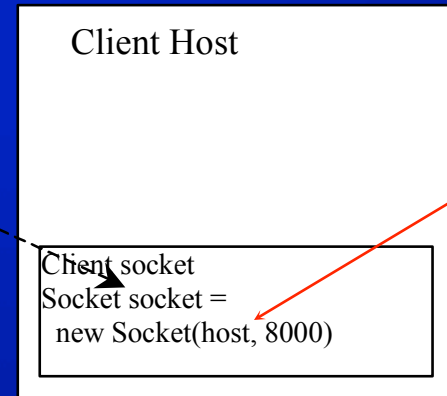 Client Host
Client socket
Socket socket =
new Socket(host, 8000)